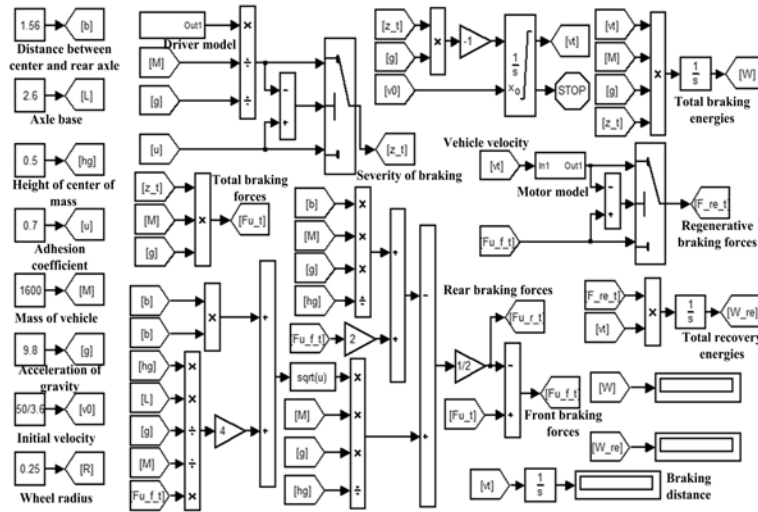 1.56
[b]
Distance between
center and rear axle
2.6
[L]
Axle base
0.5
[hg]
Height of center of
mass
0.7
[u]
Adhesion
coefficient
1600
[M]
Mass of vehicle
9.8
[g]
Acceleration of
gravity
50/3.6
[v0]
Initial velocity
0.25
[R]
Wheel radius
Out1
Driver model
×
÷
÷
[M]
[g]
[u]
-
+
[z_t]
Severity of braking
[z_t]
[g]
×
-1
[v0]
1
s
xo
[vt]
STOP
[vt]
[M]
[g]
[z_t]
×
1
s
[W]
Total braking
energies
Vehicle velocity
[vt]
In1
Out1
Motor model
-
+
[Fu_f_t]
[F_re_t]
Regenerative
braking forces
[z_t]
[M]
[g]
×
Total braking
forces
[Fu_t]
[b]
[M]
[g]
[hg]
×
×
×
÷
[Fu_f_t]
2
+
+
[b]
[b]
×
[hg]
[L]
[g]
[M]
[Fu_f_t]
×
×
÷
÷
×
4
+
+
sqrt(u)
[M]
[g]
[hg]
×
×
×
÷
-
+
1/2
Rear braking forces
[Fu_r_t]
[Fu_t]
-
+
[Fu_f_t]
Front braking
forces
[F_re_t]
[vt]
×
1
s
[W_re]
Total recovery
energies
[W]
[W_re]
[vt]
1
s
Braking
distance